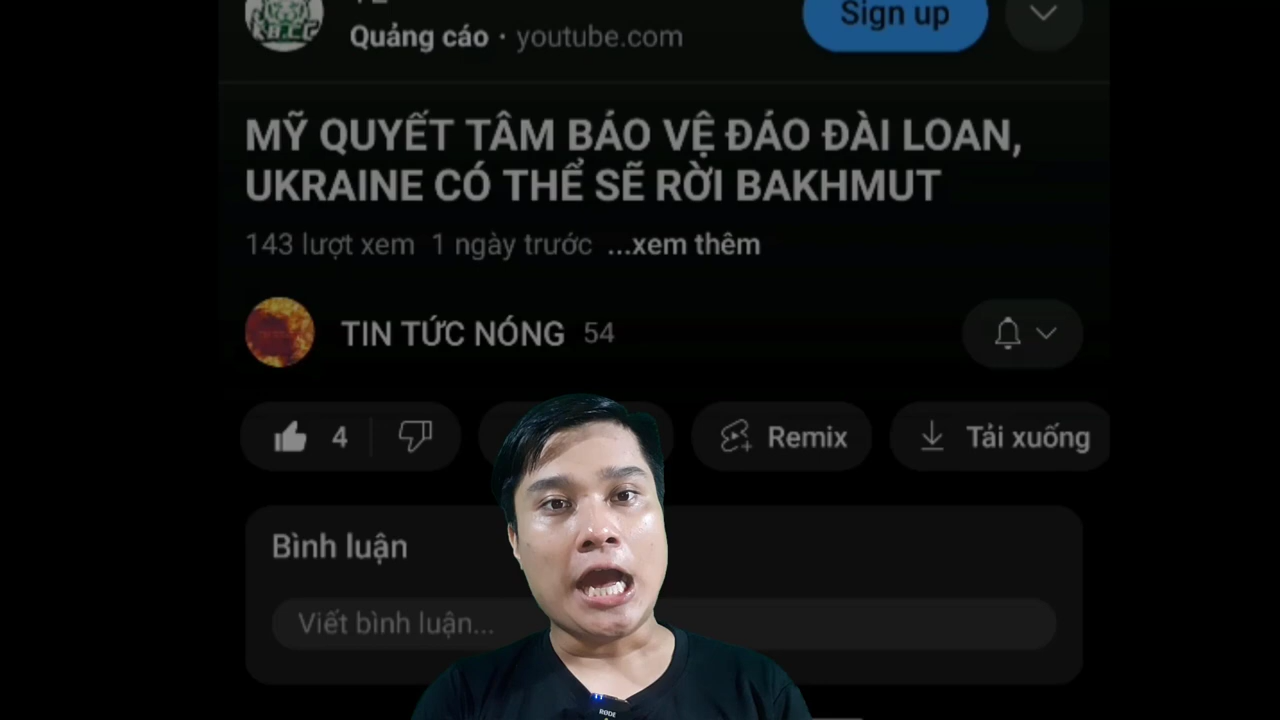 Quảng cáo · youtube.com
Sign up
MỸ QUYẾT TÂM BẢO VỆ ĐẢO ĐÀI LOAN,
UKRAINE CÓ THỂ SẼ RỜI BAKHMUT
143 lượt xem 1 ngày trước ...xem thêm
TIN TỨC NÓNG 54
4
Remix
Tải xuống
Bình luận
Viết bình luận...
RØDE